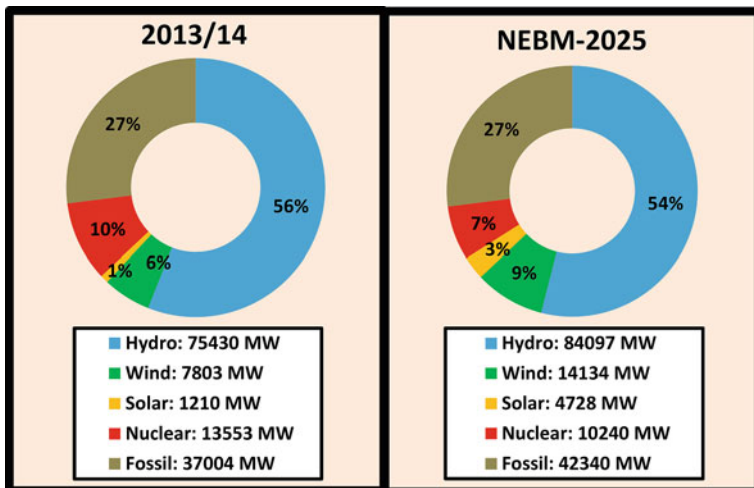 2013/14
27%
56%
10%
1%
6%
Hydro: 75430 MW
Wind: 7803 MW
Solar: 1210 MW
Nuclear: 13553 MW
Fossil: 37004 MW
NEBM-2025
27%
54%
7%
3%
9%
Hydro: 84097 MW
Wind: 14134 MW
Solar: 4728 MW
Nuclear: 10240 MW
Fossil: 42340 MW